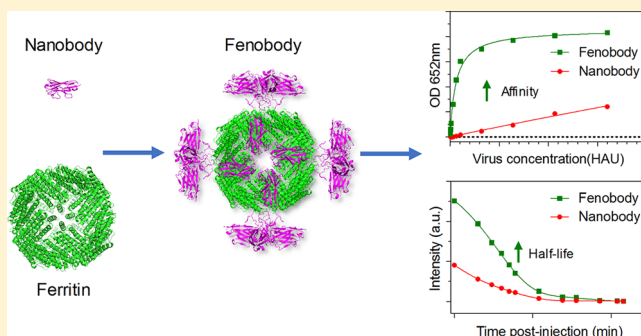 Nanobody
Ferritin
Fenobody
OD 652nm
Fenobody
Nanobody
Affinity
Virus concentration(HAU)
Intensity (a.u.)
Fenobody
Nanobody
Half-life
Time post-injection (min)